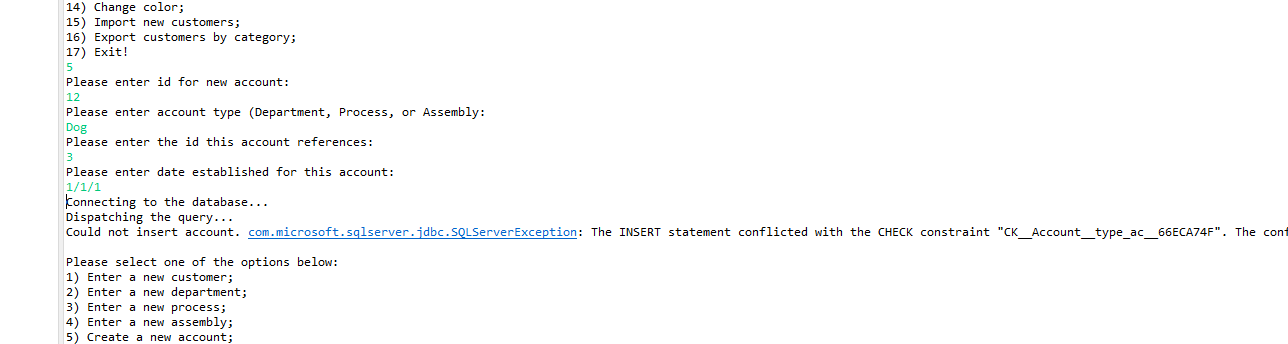 14) Change color;
15) Import new customers;
16) Export customers by category;
17) Exit!
5
Please enter id for new account:
12
Please enter account type (Department, Process, or Assembly:
Dog
Please enter the id this account references:
3
Please enter date established for this account:
1/1/1
Connecting to the database...
Dispatching the query...
Could not insert account. com.microsoft.sqlserver.jdbc.SQLServerException: The INSERT statement conflicted with the CHECK constraint "CK__Account__type_ac__66ECA74F". The conf
Please select one of the options below:
1) Enter a new customer;
2) Enter a new department;
3) Enter a new process;
4) Enter a new assembly;
5) Create a new account;